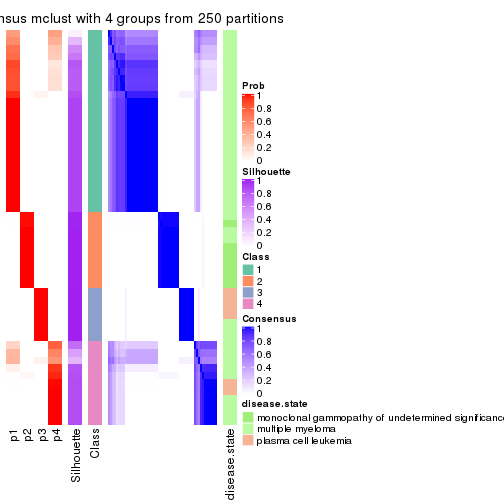 nsus mclust with 4 groups from 250 partitions
Prob
1
0.8
0.6
0.4
0.2
0
Silhouette
1
0.8
0.6
0.4
0.2
0
Class
1
2
3
4
Consensus
1
0.8
0.6
0.4
0.2
0
disease.state
monoclonal gammopathy of undetermined significance
multiple myeloma
plasma cell leukemia
p1
p2
p3
p4
Silhouette
Class
disease.state